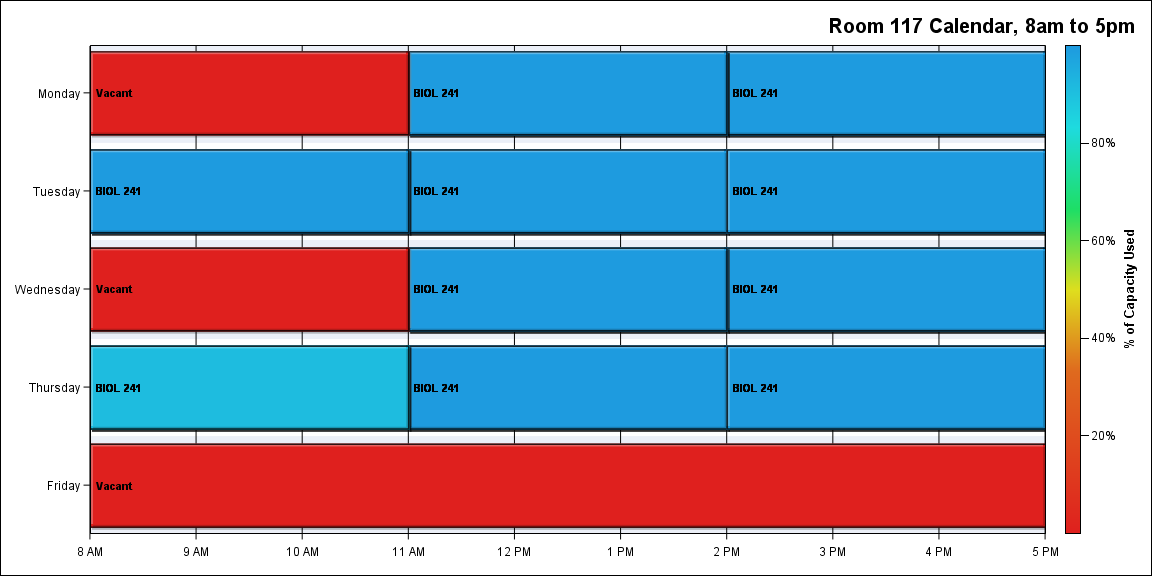 Room 117 Calendar, 8am to 5pm
Monday
Vacant
BIOL 241
BIOL 241
Tuesday
BIOL 241
BIOL 241
BIOL 241
Wednesday
Vacant
BIOL 241
BIOL 241
Thursday
BIOL 241
BIOL 241
BIOL 241
Friday
Vacant
8 AM
9 AM
10 AM
11 AM
12 PM
1 PM
2 PM
3 PM
4 PM
5 PM
80%
60%
40%
20%
% of Capacity Used